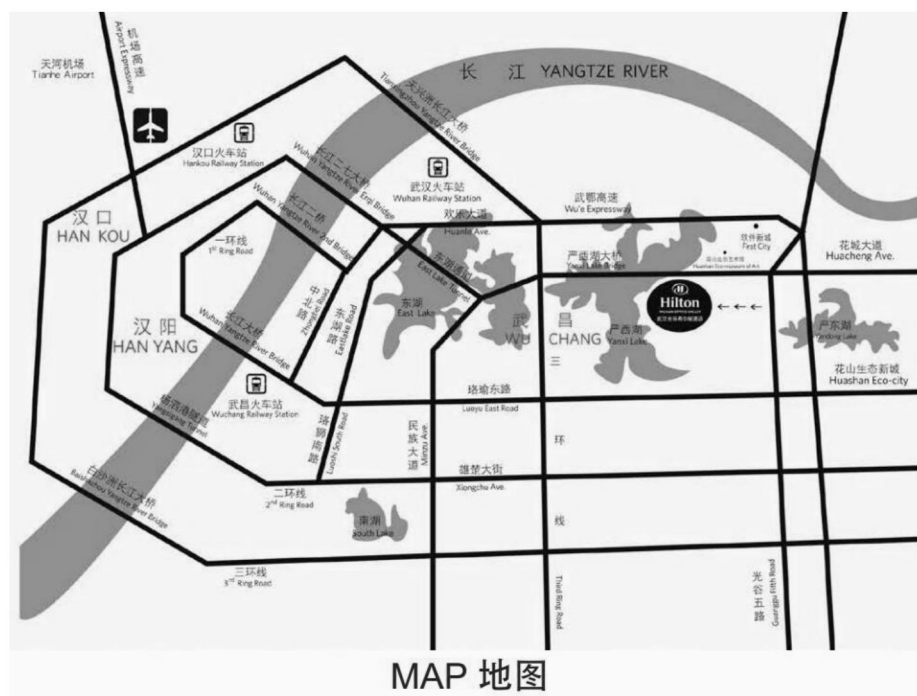 机场高速
Airport Expressway
天河机场
Tianhe Airport
长 江 YANGTZE RIVER
天兴洲长江大桥
Tianxingzhou Yangtze River Bridge
汉口火车站
Hankou Railway Station
长江二七大桥
Wuhan Yangtze River Erqi Bridge
武汉火车站
Wuhan Railway Station
长江二桥
Wuhan Yangtze River 2nd Bridge
欢乐大道
Huanle Ave.
武鄂高速
Wu'e Expressway
汉 口
HAN KOU
一环线
1st Ring Road
软件新城
First City
花城大道
Huacheng Ave.
严西湖大桥
Yanxi Lake Bridge
东湖通道
East Lake Tunnel
中北路
Zhongbei Road
东湖路
Eastlake Road
东湖
East Lake
Hilton
武 昌
WU CHANG
汉 阳
HAN YANG
长江大桥
Wuhan Yangtze River Bridge
严西湖
Yanxi Lake
严东湖
Yandong Lake
三
花山生态新城
Huashan Eco-city
武昌火车站
Wuchang Railway Station
珞瑜东路
Luoyu East Road
Yangsigang Tunnel
珞狮南路
Luoshi South Road
民族大道
Minzu Ave.
环
雄楚大街
Xiongchu Ave.
白沙洲长江大桥
Baishazhou Yangtze River Bridge
二环线
2nd Ring Road
南湖
South Lake
线
三环线
3rd Ring Road
Third Ring Road
光谷五路
Guanggu Fifth Road
MAP 地图